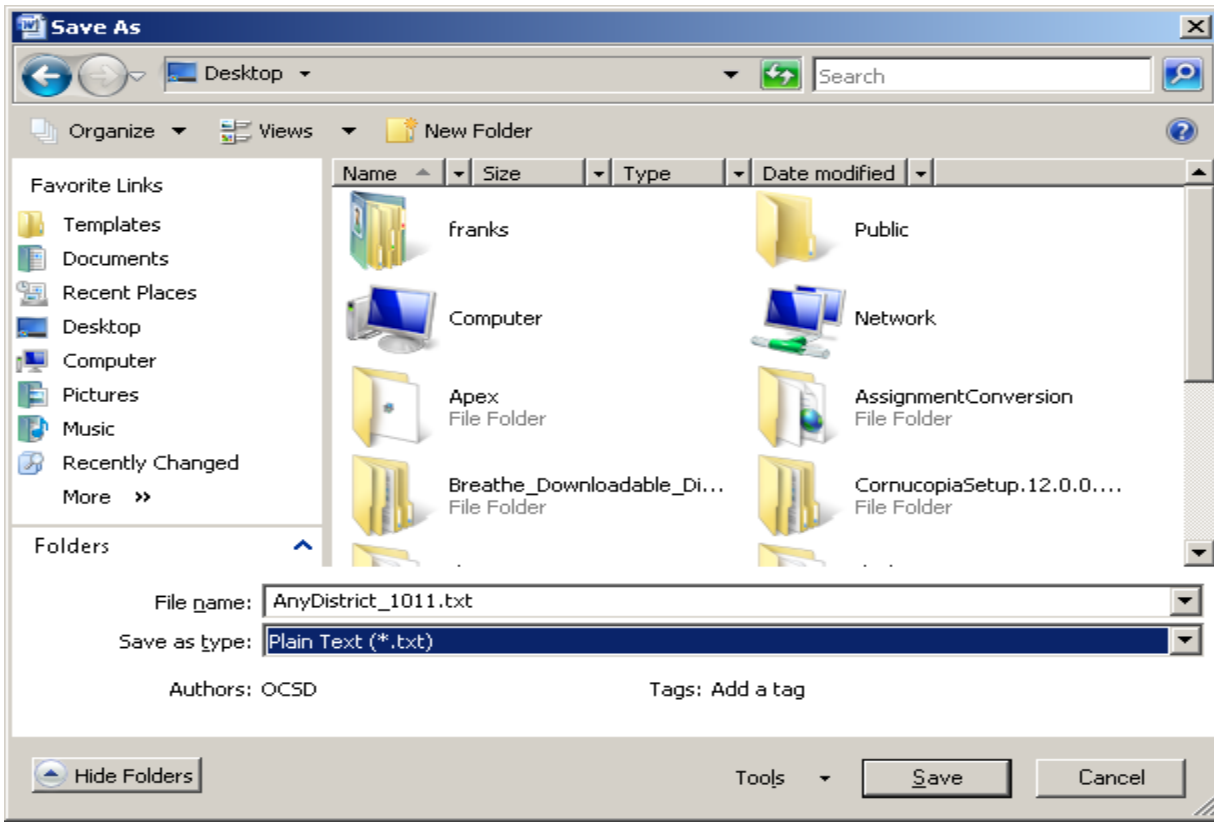 Save As
Desktop
Search
Organize Views New Folder
Favorite Links
Templates
Documents
Recent Places
Desktop
Computer
Pictures
Music
Recently Changed
More »
Folders
Name Size Type Date modified
franks
Public
Computer
Network
Apex
File Folder
AssignmentConversion
File Folder
Breathe_Downloadable_Di...
File Folder
CornucopiaSetup.12.0.0....
File Folder
File name: AnyDistrict_1011.txt
Save as type: Plain Text (*.txt)
Authors: OCSD Tags: Add a tag
Hide Folders Tools Save Cancel